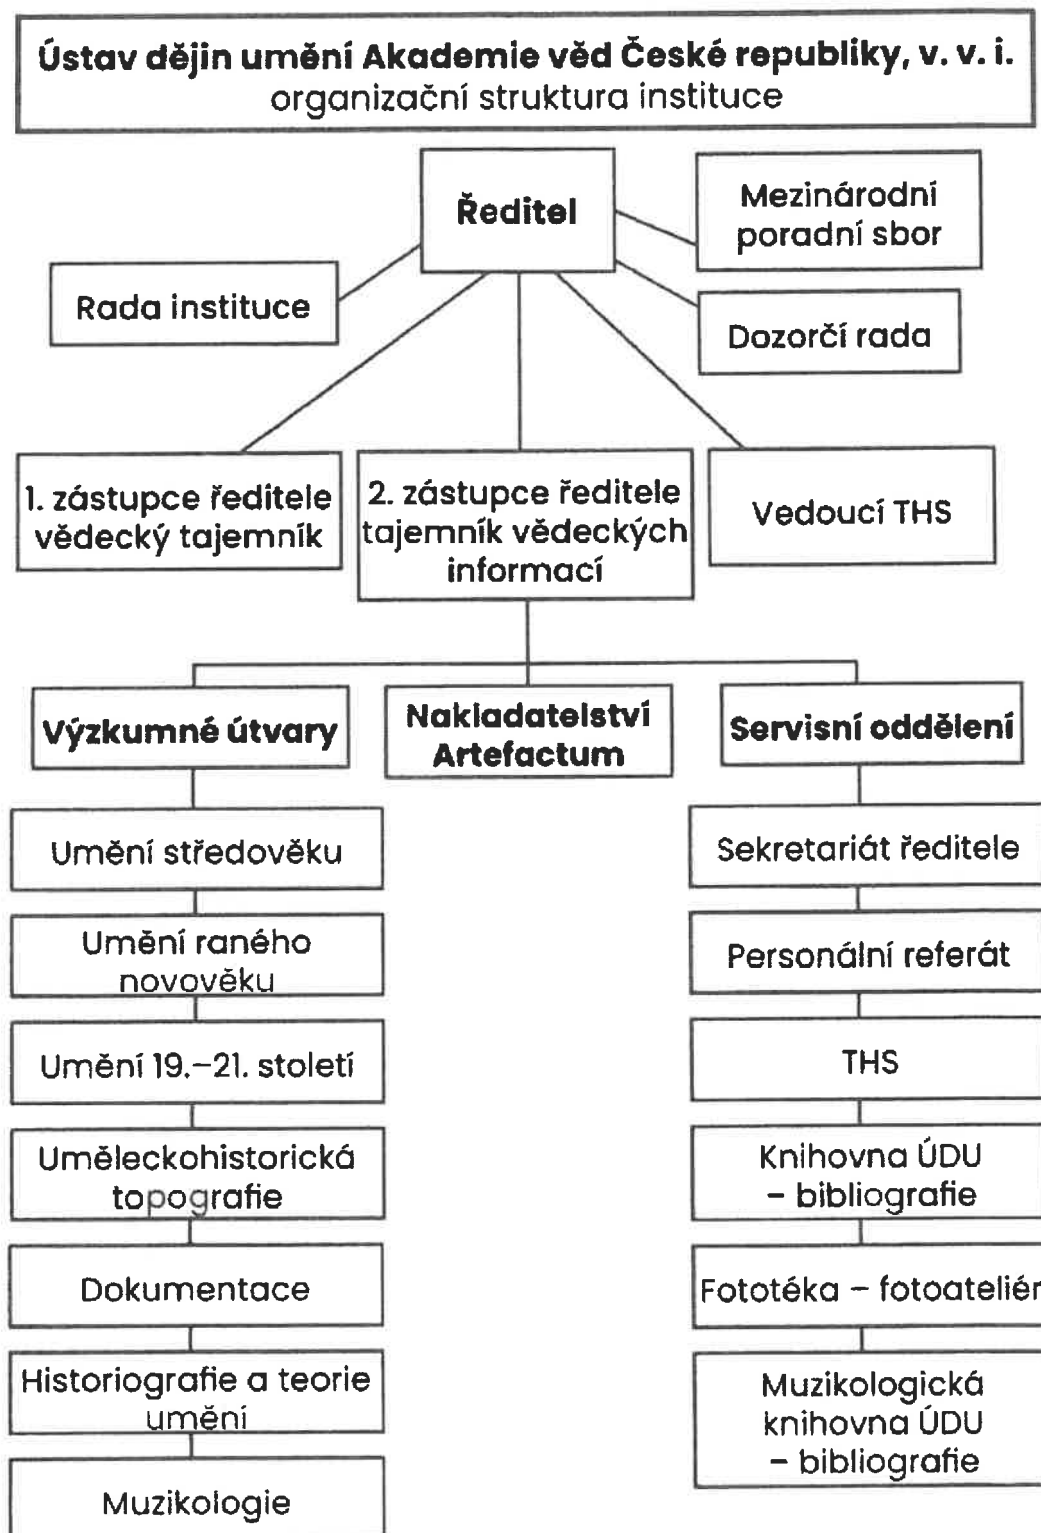 Ústav dějin umění Akademie věd České republiky, v. v. i.
organizační struktura instituce
Ředitel
Mezinárodní
poradní sbor
Rada instituce
Dozorčí rada
1. zástupce ředitele
vědecký tajemník
2. zástupce ředitele
tajemník vědeckých
informací
Vedoucí THS
Výzkumné útvary
Nakladatelství
Artefactum
Servisní oddělení
Umění středověku
Sekretariát ředitele
Umění raného
novověku
Personální referát
Umění 19.–21. století
THS
Uměleckohistorická
topografie
Knihovna ÚDU
– bibliografie
Dokumentace
Fototéka – fotoateliér
Historiografie a teorie
umění
Muzikologická
knihovna ÚDU
– bibliografie
Muzikologie